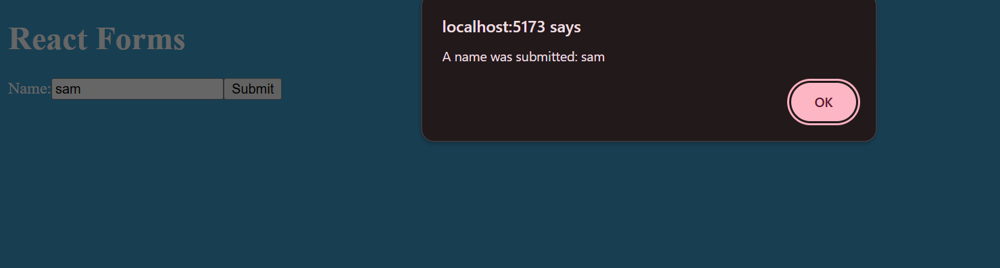 React Forms
Name: sam Submit
localhost:5173 says
A name was submitted: sam
OK